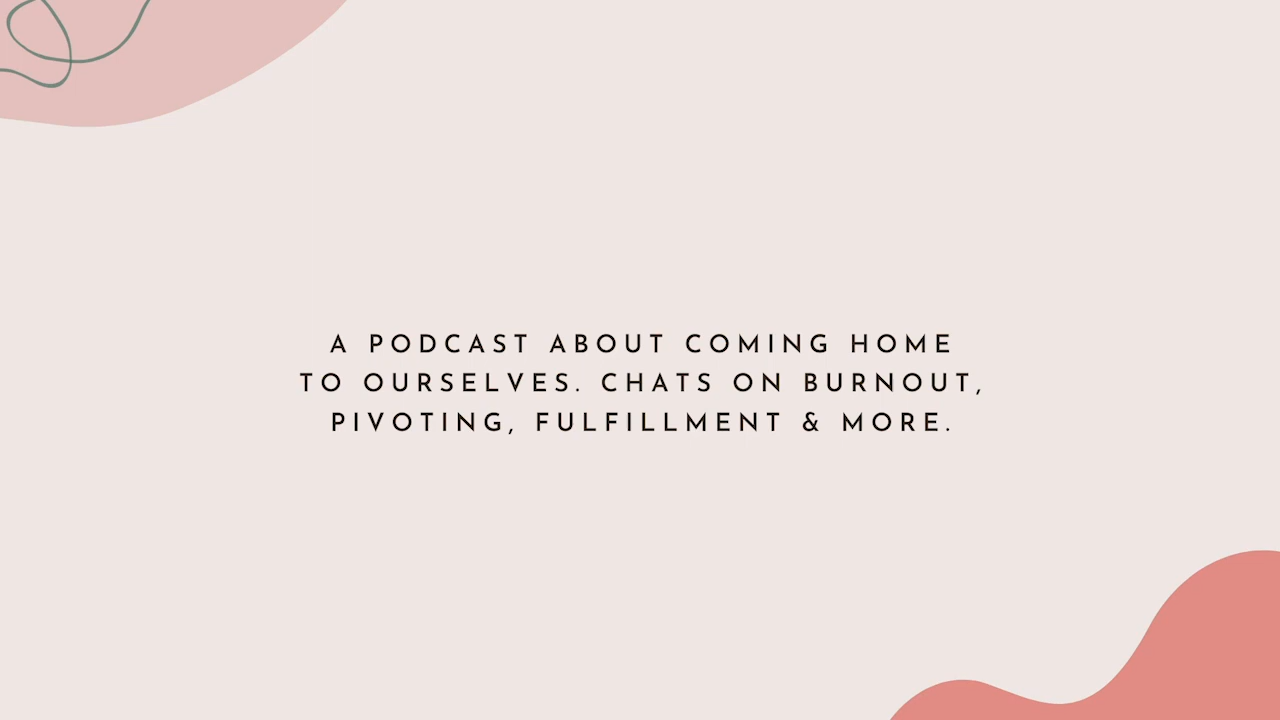 A PODCAST ABOUT COMING HOME
TO OURSELVES. CHATS ON BURNOUT,
PIVOTING, FULFILLMENT & MORE.